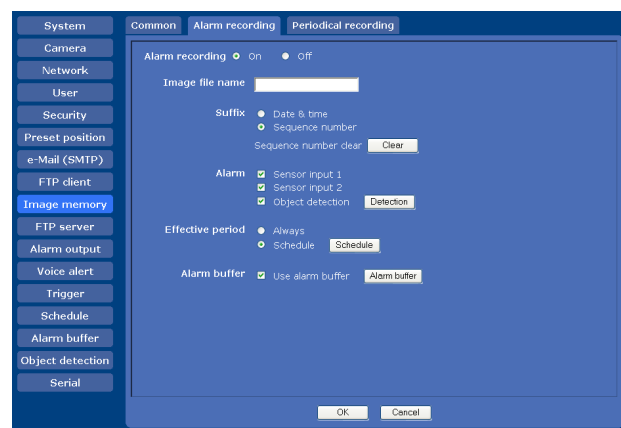 System
Camera
Network
User
Security
Preset position
e-Mail (SMTP)
FTP client
Image memory
FTP server
Alarm output
Voice alert
Trigger
Schedule
Alarm buffer
Object detection
Serial
Common Alarm recording Periodical recording
Alarm recording On Off
Image file name
Suffix Date & time
Sequence number
Sequence number clear Clear
Alarm Sensor input 1
Sensor input 2
Object detection Detection
Effective period Always
Schedule Schedule
Alarm buffer Use alarm buffer Alarm buffer
OK Cancel